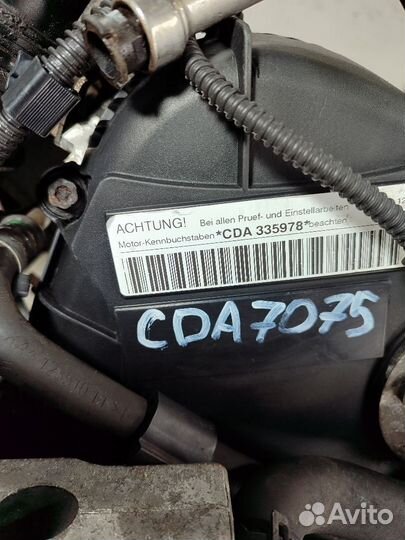 ACHTUNG! Bei allen Pruef- und Einstellarbeiten
Motor-Kennbuchstaben *CDA 335978* beachten!
CDA7075
Avito